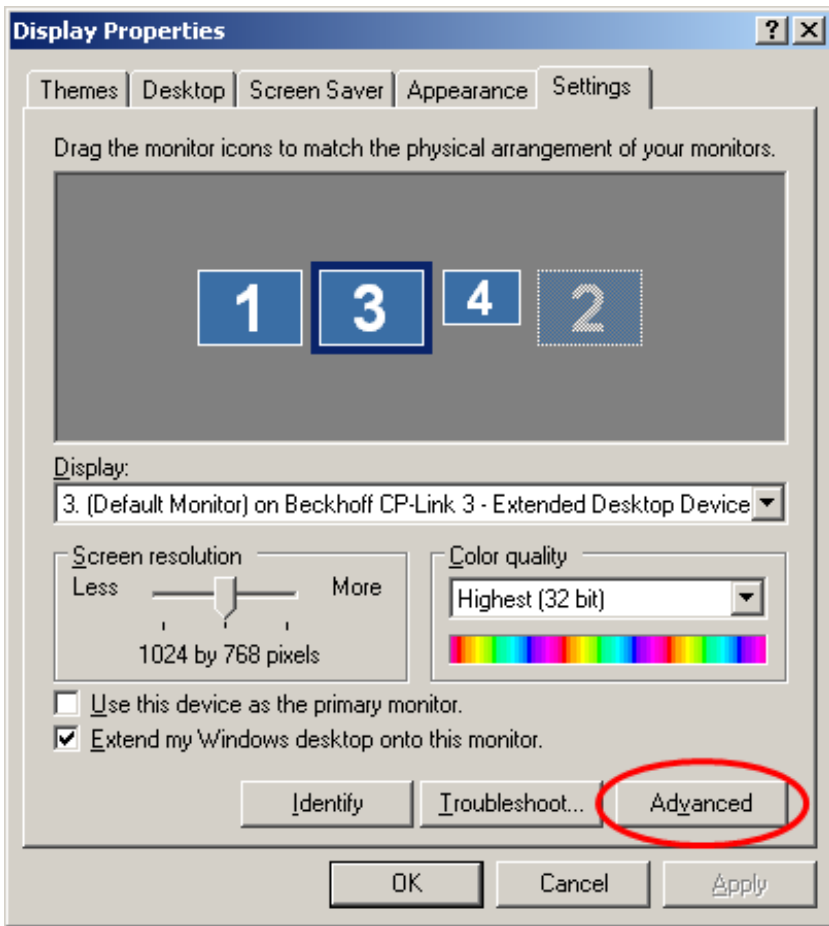 Display Properties
Themes Desktop Screen Saver Appearance Settings
Drag the monitor icons to match the physical arrangement of your monitors.
1 3 4 2
Display:
3. (Default Monitor) on Beckhoff CP-Link 3 - Extended Desktop Device
Screen resolution Color quality
Less More Highest (32 bit)
1024 by 768 pixels
Use this device as the primary monitor.
Extend my Windows desktop onto this monitor.
Identify Troubleshoot... Advanced
OK Cancel Apply